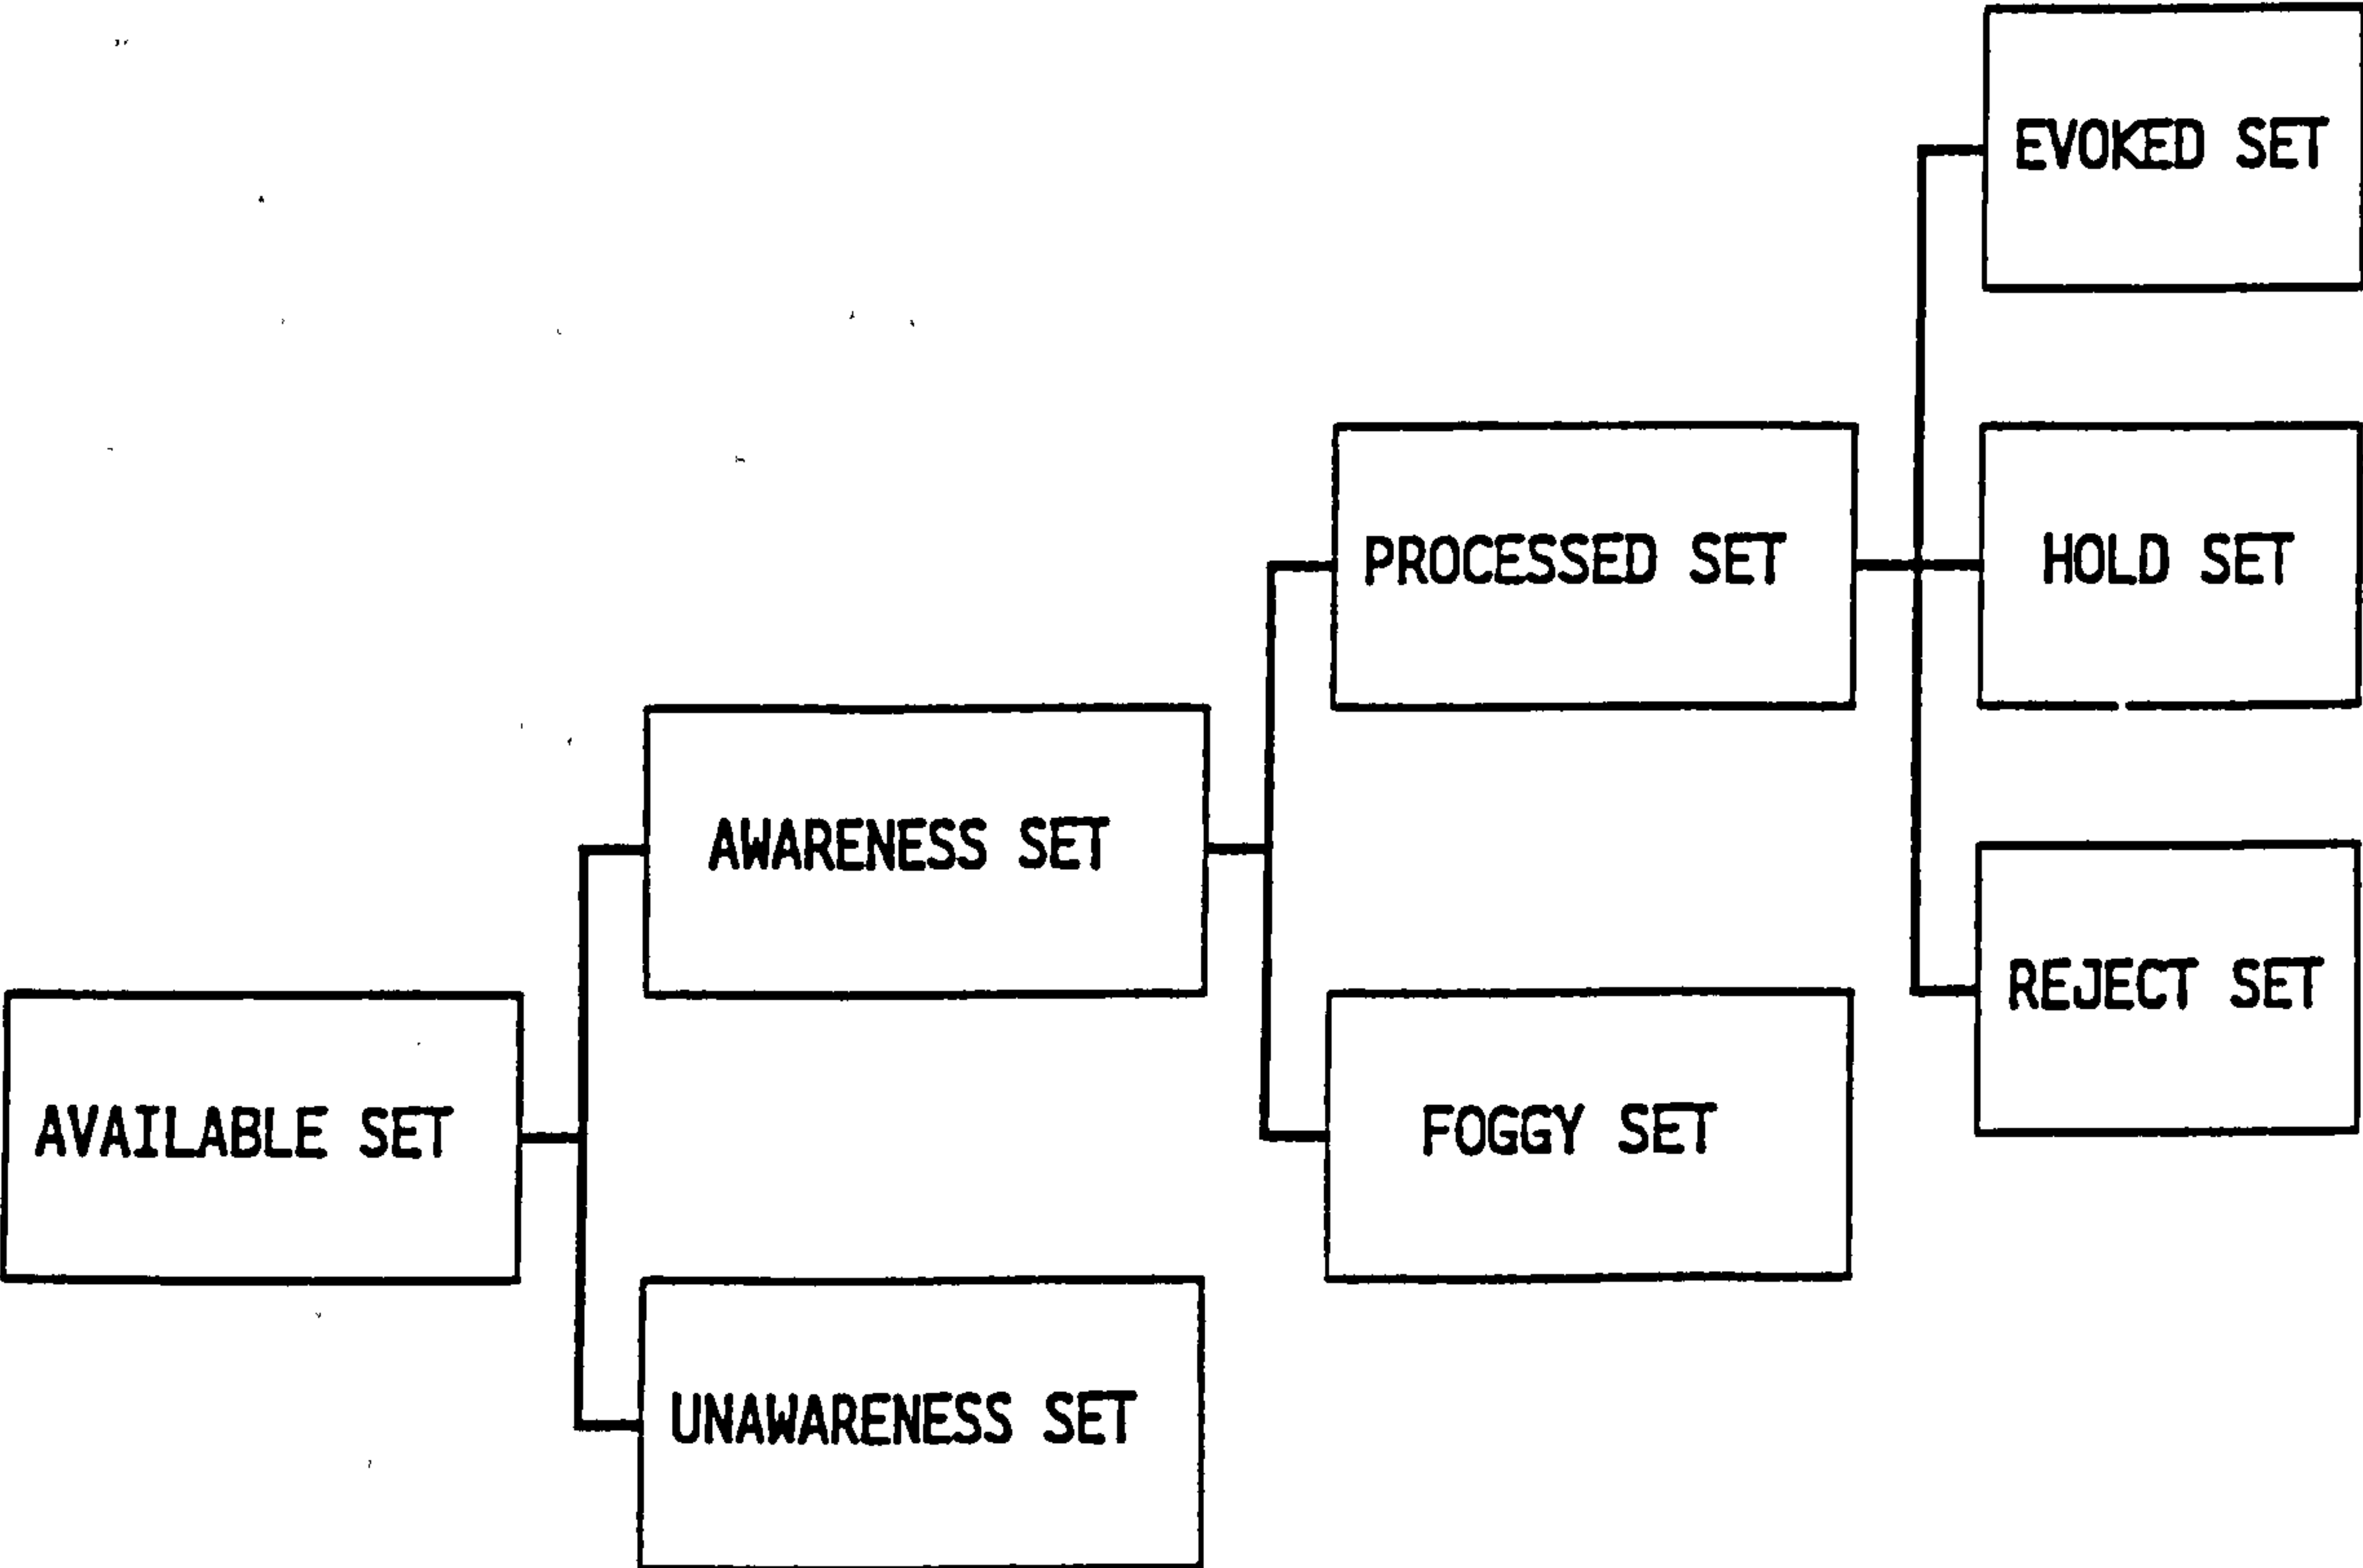 EVOKED SET
PROCESSED SET
HOLD SET
AWARENESS SET
REJECT SET
AVAILABLE SET
FOGGY SET
UNAWARENESS SET